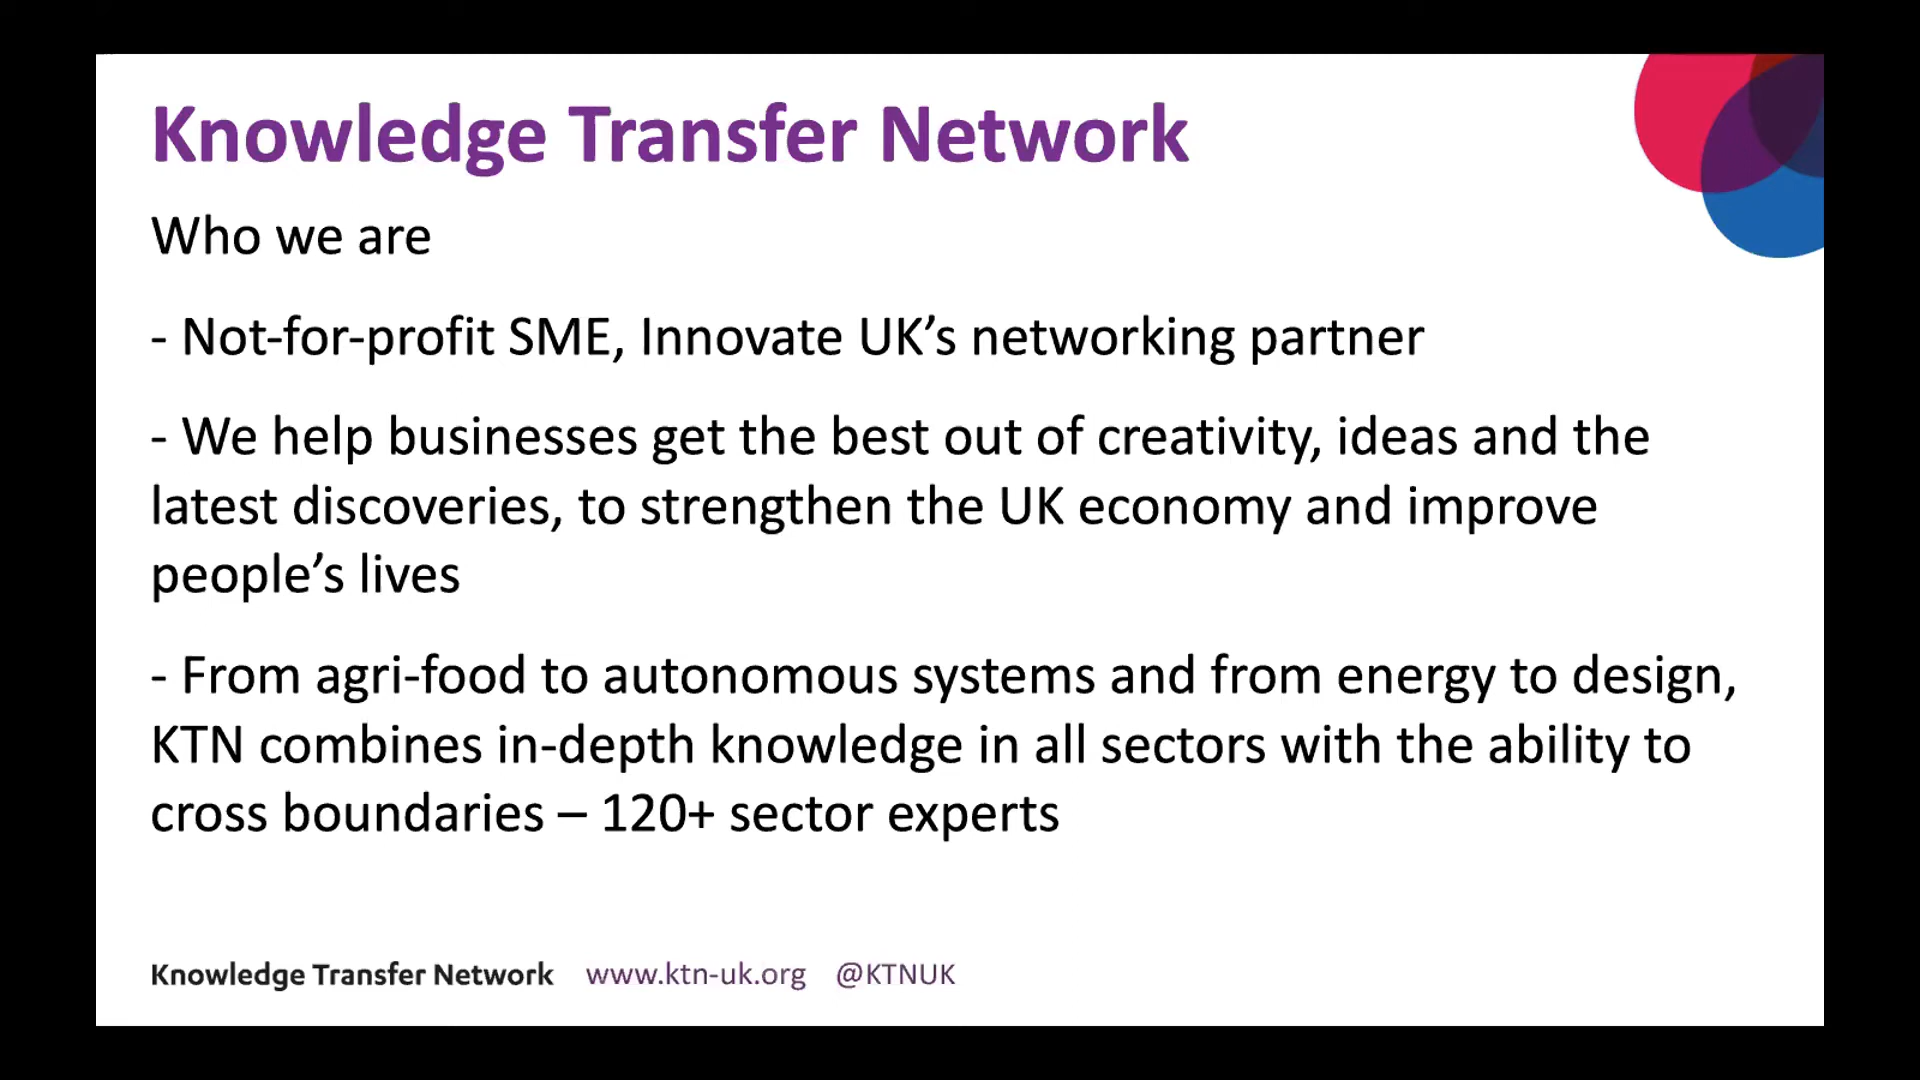 Knowledge Transfer Network
Who we are
- Not-for-profit SME, Innovate UK’s networking partner
- We help businesses get the best out of creativity, ideas and the
latest discoveries, to strengthen the UK economy and improve
people’s lives
- From agri-food to autonomous systems and from energy to design,
KTN combines in-depth knowledge in all sectors with the ability to
cross boundaries – 120+ sector experts
Knowledge Transfer Network www.ktn-uk.org @KTNUK